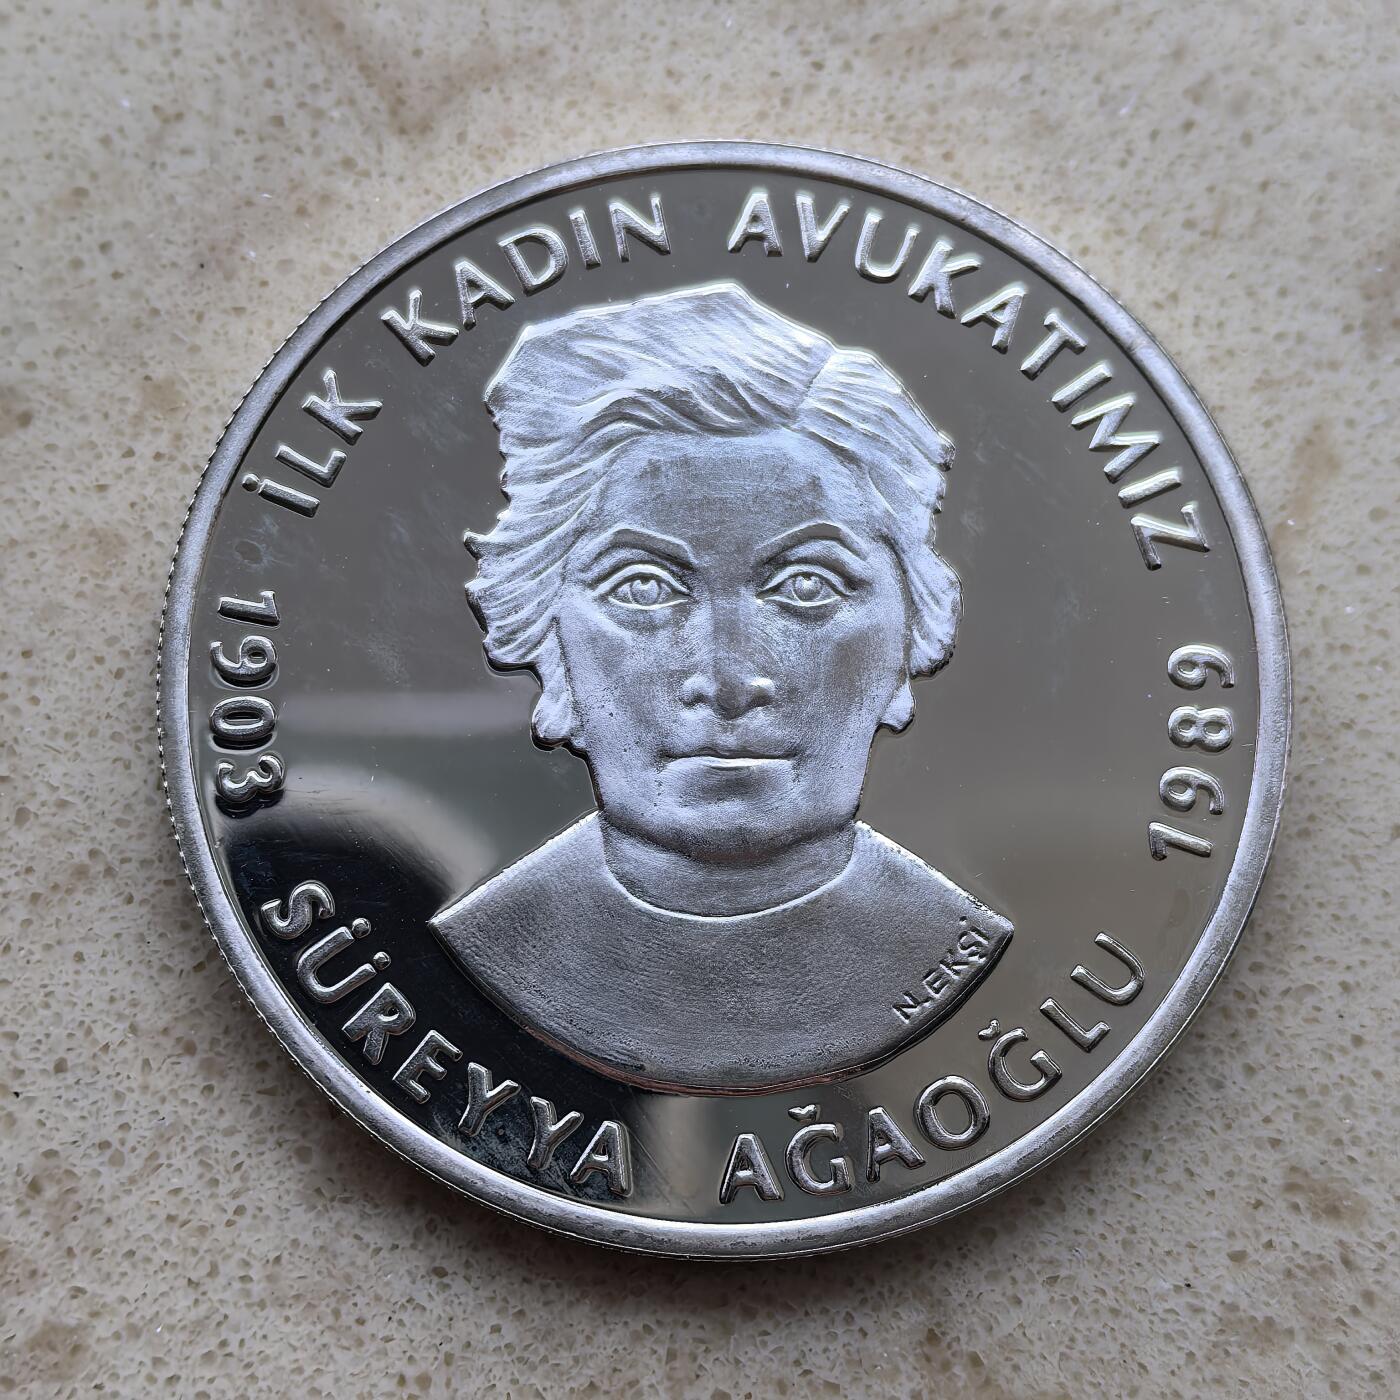 İLK KADIN AVUKATIMIZ
1903
1989
SÜREYYA AĞAOĞLU
N.EKŞİ